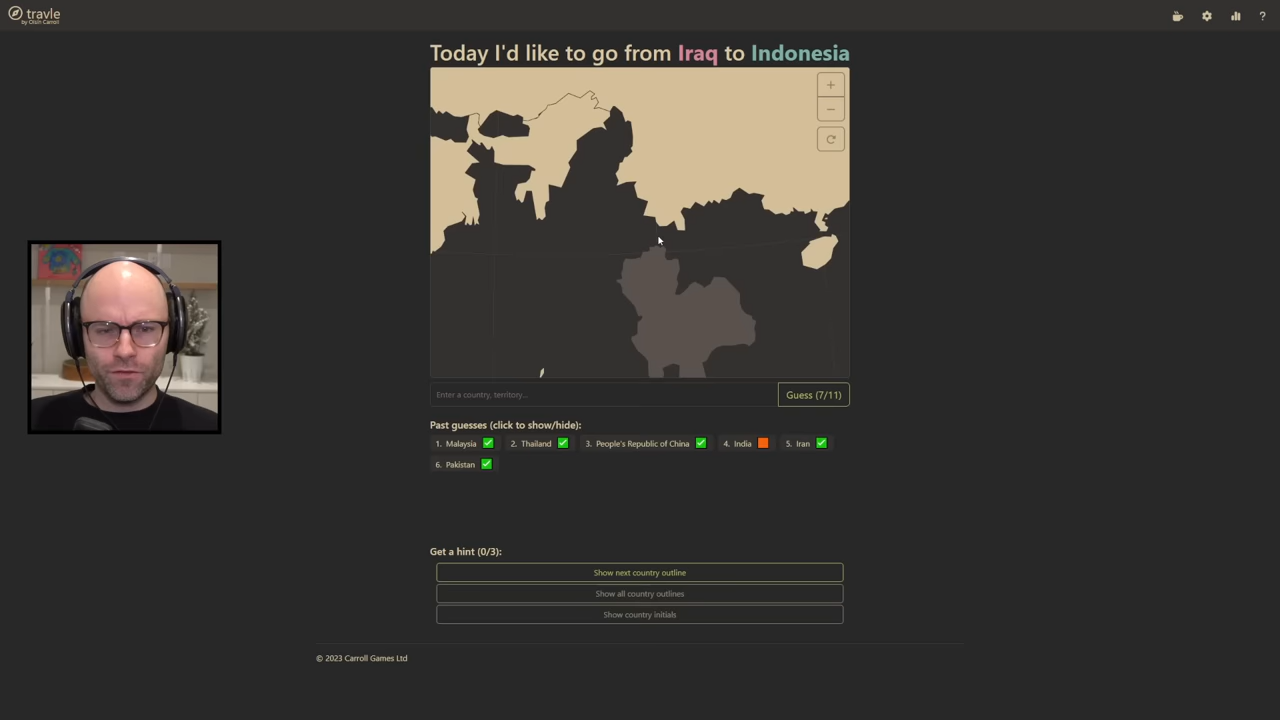 travle
by Oisín Carroll
?
Today I'd like to go from Iraq to Indonesia
+
−
Enter a country, territory...
Guess (7/11)
Past guesses (click to show/hide):
1. Malaysia
2. Thailand
3. People's Republic of China
4. India
5. Iran
6. Pakistan
Get a hint (0/3):
Show next country outline
Show all country outlines
Show country initials
© 2023 Carroll Games Ltd